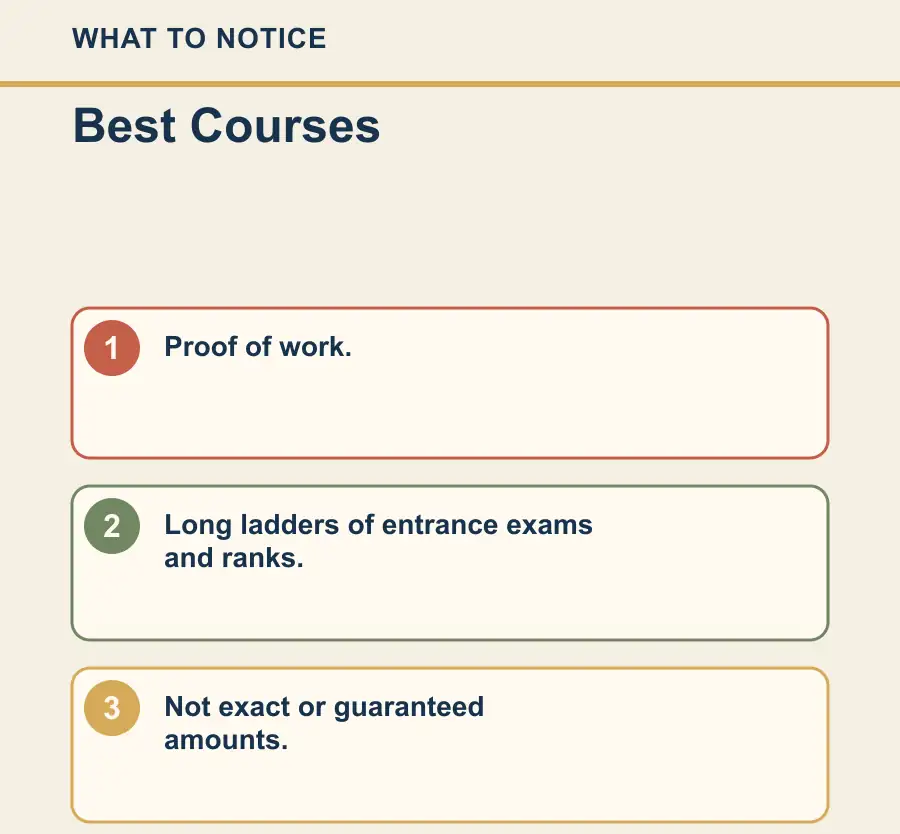 WHAT TO NOTICE
Best Courses
1
Proof of work.
2
Long ladders of entrance exams
and ranks.
3
Not exact or guaranteed
amounts.